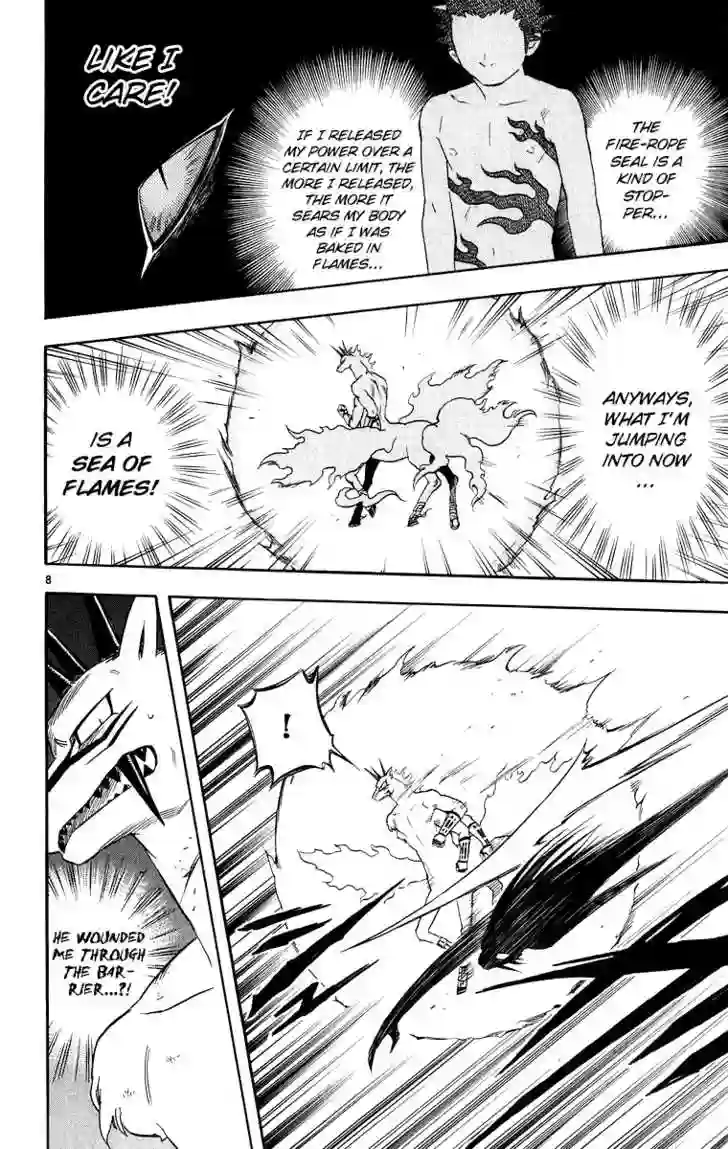 THE
FIRE-ROPE
SEAL IS A
KIND OF
STOP-
PER...
IF I RELEASED
MY POWER OVER A
CERTAIN LIMIT, THE
MORE I RELEASED,
THE MORE IT
SEARS MY BODY
AS IF I WAS
BAKED IN
FLAMES...
LIKE I
CARE!
ANYWAYS,
WHAT I'M
JUMPING
INTO NOW
...
IS A
SEA OF
FLAMES!
8
!
HE WOUNDED
ME THROUGH
THE BAR-
RIER...?!